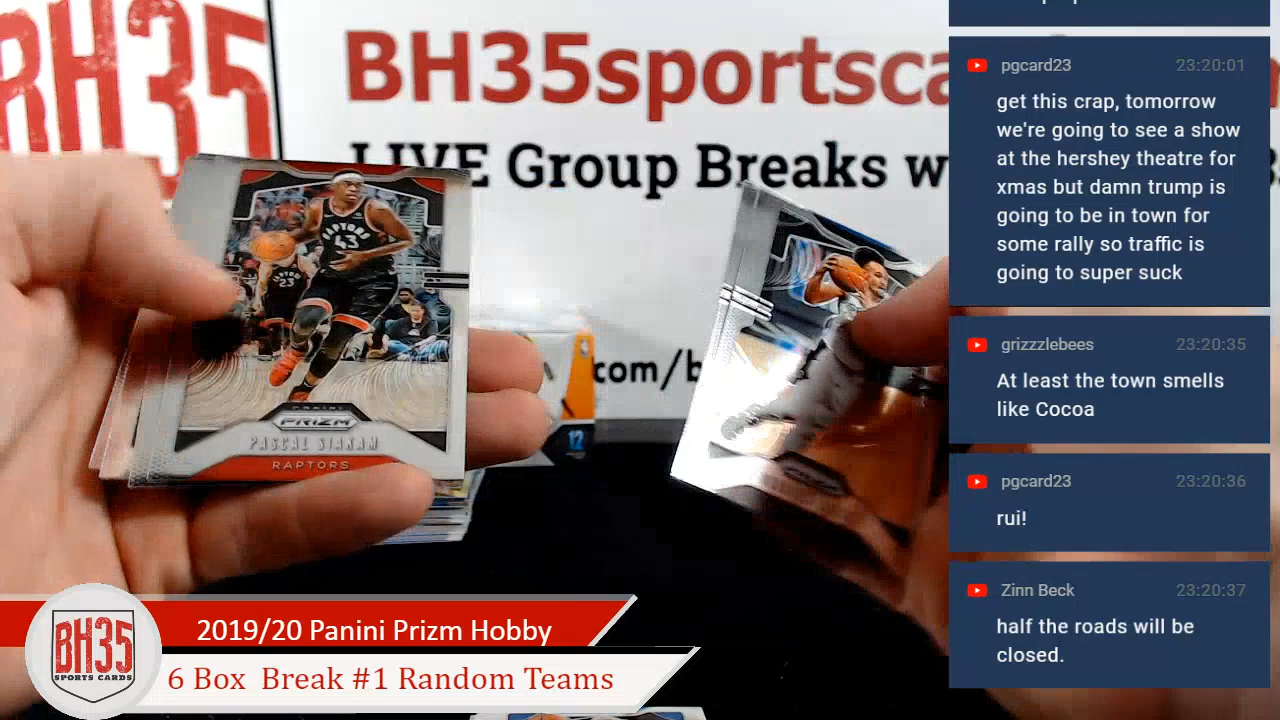 BH35
BH35sportsca
LIVE Group Breaks w
.com/b
RAPTORS
43
RAPTORS
23
PANINI
PRIZM
PASCAL SIAKAM
RAPTORS
12
pgcard23 23:20:01
get this crap, tomorrow
we're going to see a show
at the hershey theatre for
xmas but damn trump is
going to be in town for
some rally so traffic is
going to super suck
grizzzlebees 23:20:35
At least the town smells
like Cocoa
pgcard23 23:20:36
rui!
Zinn Beck 23:20:37
half the roads will be
closed.
BH35
SPORTS CARDS
2019/20 Panini Prizm Hobby
6 Box Break #1 Random Teams